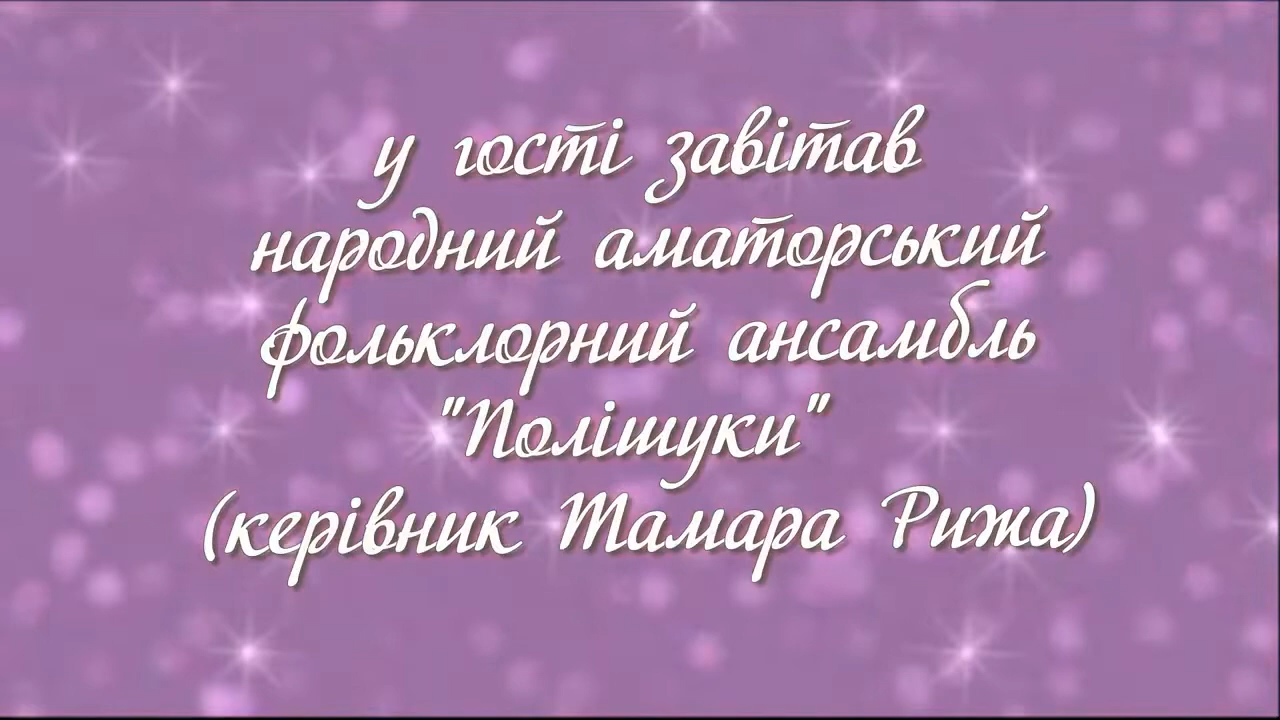 у гості завітав
народний аматорський
фольклорний ансамбль
"Поліщуки"
(керівник Тамара Рижа)